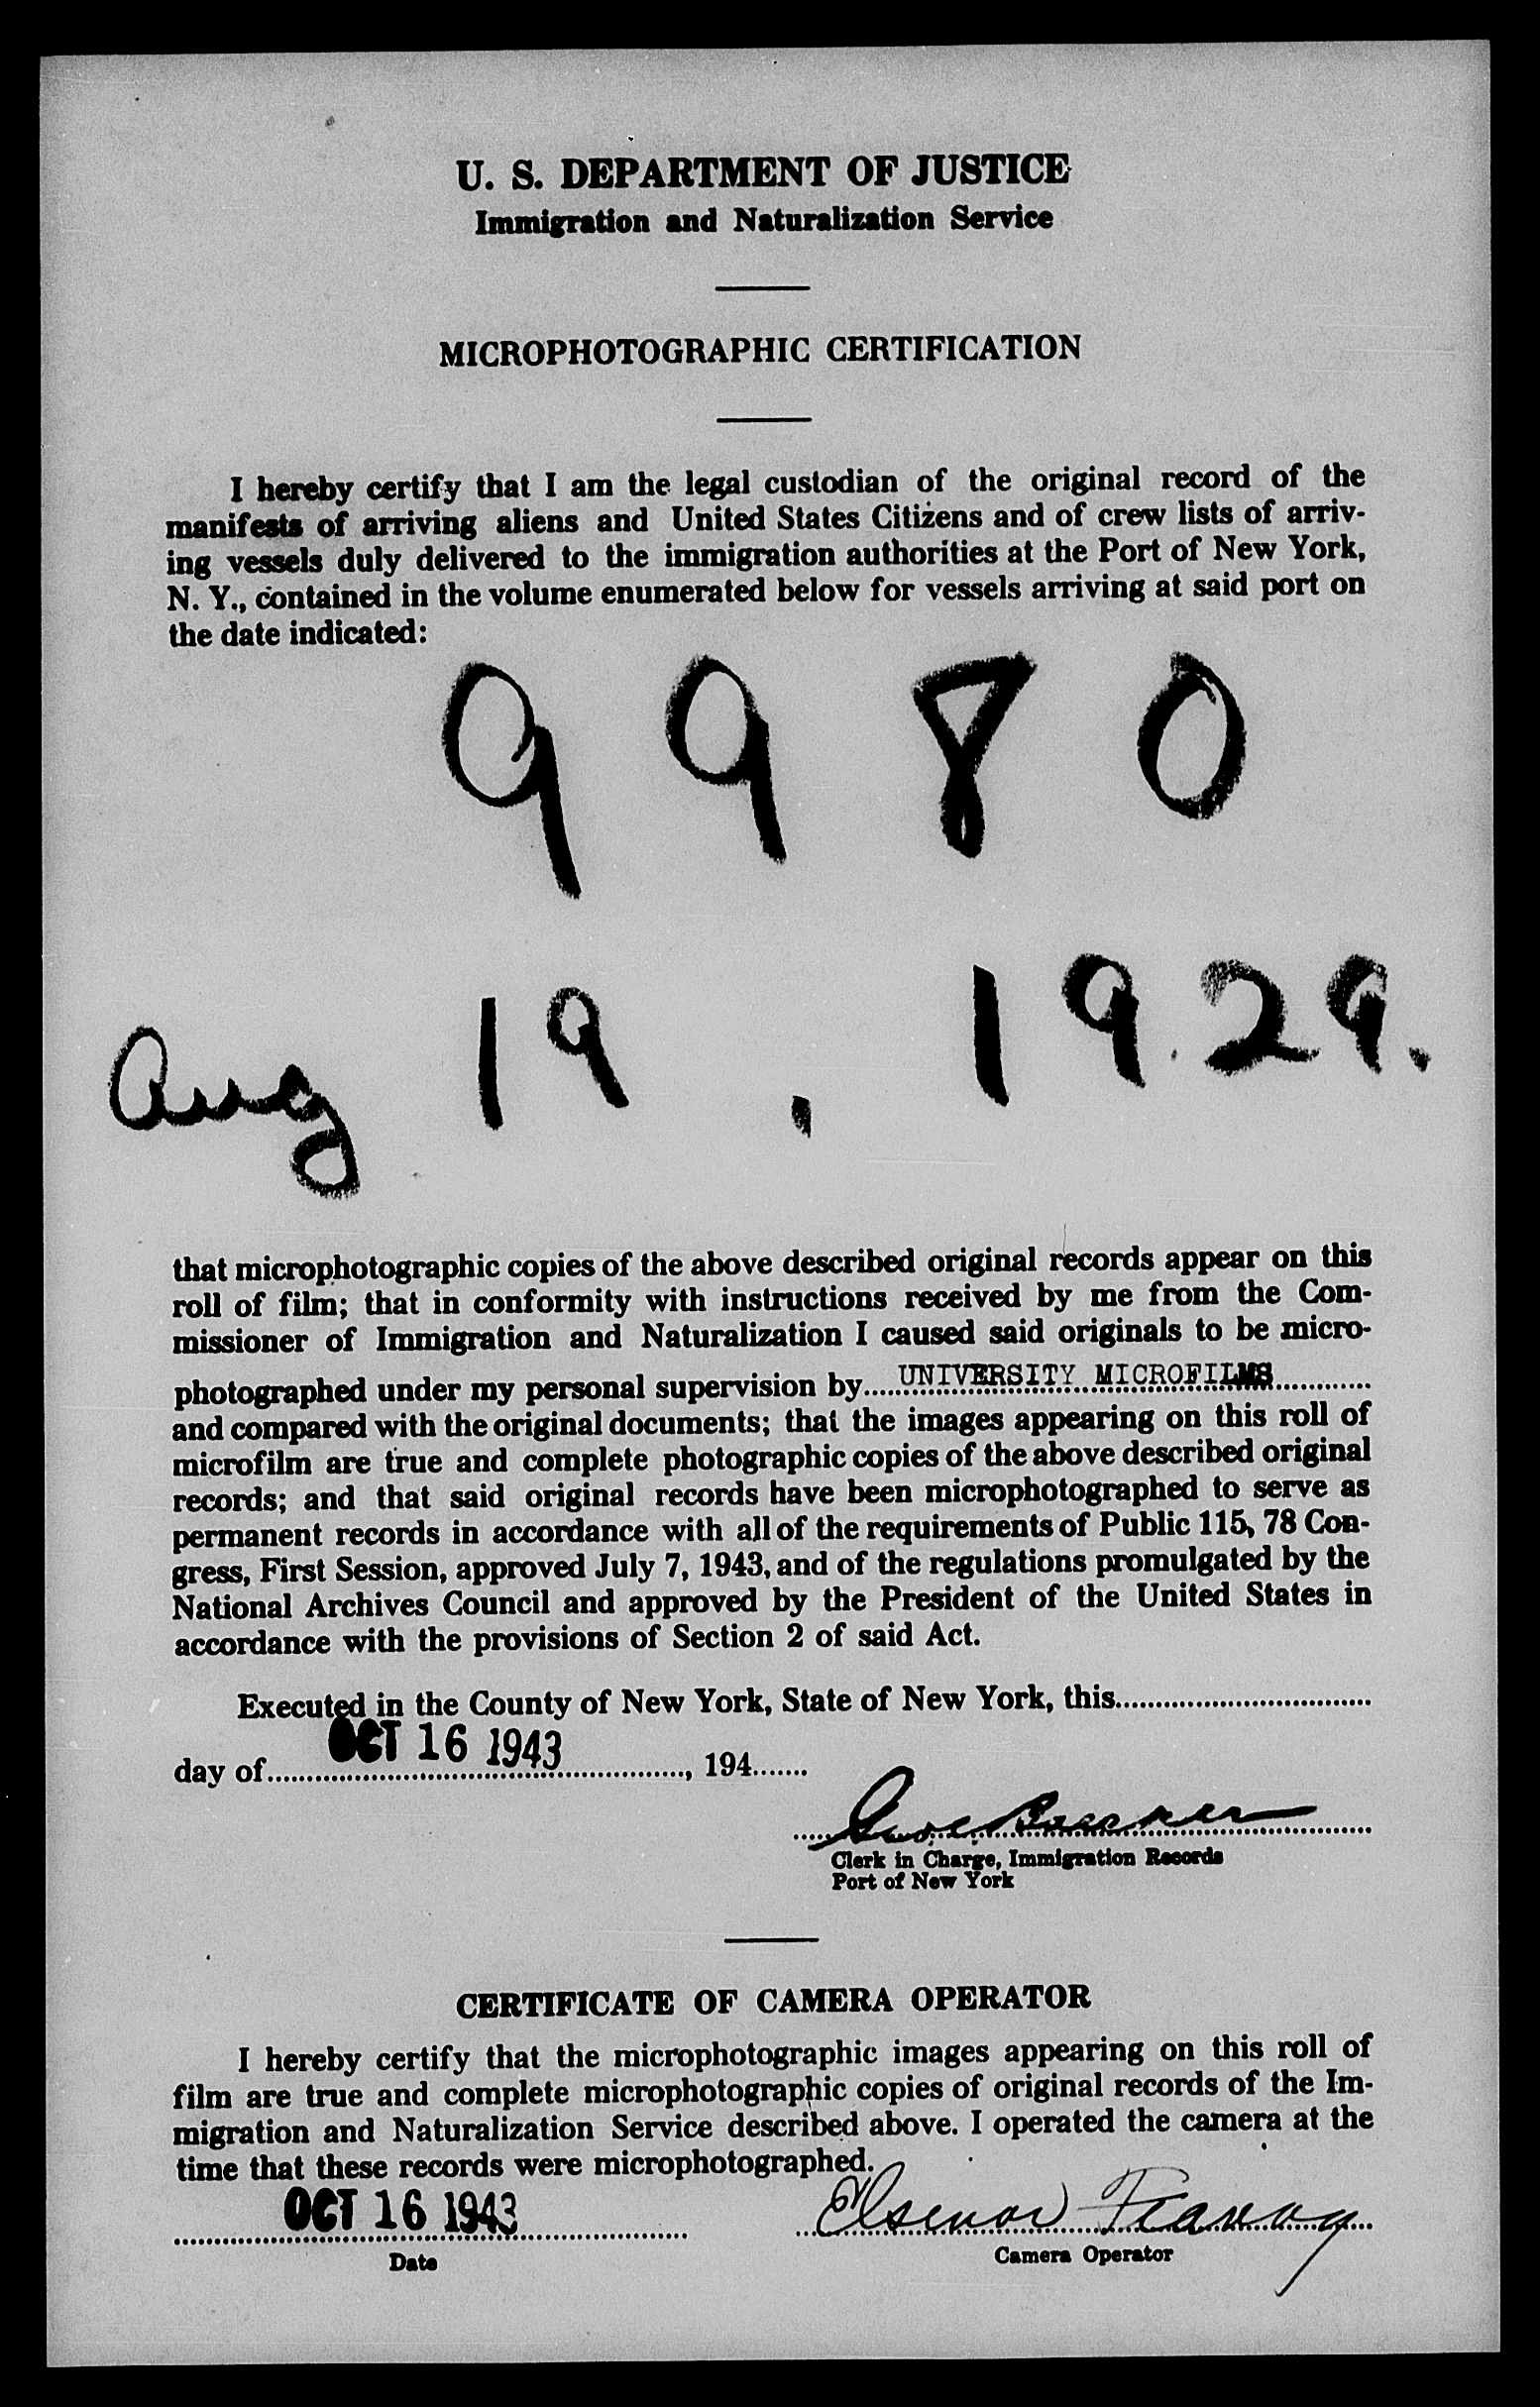 U. S. DEPARTMENT OF JUSTICE
Immigration and Naturalization Service
MICROPHOTOGRAPHIC CERTIFICATION
I hereby certify that I am the legal custodian of the original record of the
manifests of arriving aliens and United States Citizens and of crew lists of arriv-
ing vessels duly delivered to the immigration authorities at the Port of New York,
N. Y., contained in the volume enumerated below for vessels arriving at said port on
the date indicated:
9980
Aug 19, 1929.
that microphotographic copies of the above described original records appear on this
roll of film; that in conformity with instructions received by me from the Com-
missioner of Immigration and Naturalization I caused said originals to be micro-
photographed under my personal supervision by.....UNIVERSITY MICROFILMS............
and compared with the original documents; that the images appearing on this roll of
microfilm are true and complete photographic copies of the above described original
records; and that said original records have been microphotographed to serve as
permanent records in accordance with all of the requirements of Public 115, 78 Con-
gress, First Session, approved July 7, 1943, and of the regulations promulgated by the
National Archives Council and approved by the President of the United States in
accordance with the provisions of Section 2 of said Act.
Executed in the County of New York, State of New York, this................................
day of......OCT 16 1943................, 194.......
Clerk in Charge, Immigration Records
Port of New York
CERTIFICATE OF CAMERA OPERATOR
I hereby certify that the microphotographic images appearing on this roll of
film are true and complete microphotographic copies of original records of the Im-
migration and Naturalization Service described above. I operated the camera at the
time that these records were microphotographed.
OCT 16 1943
Date
Camera Operator